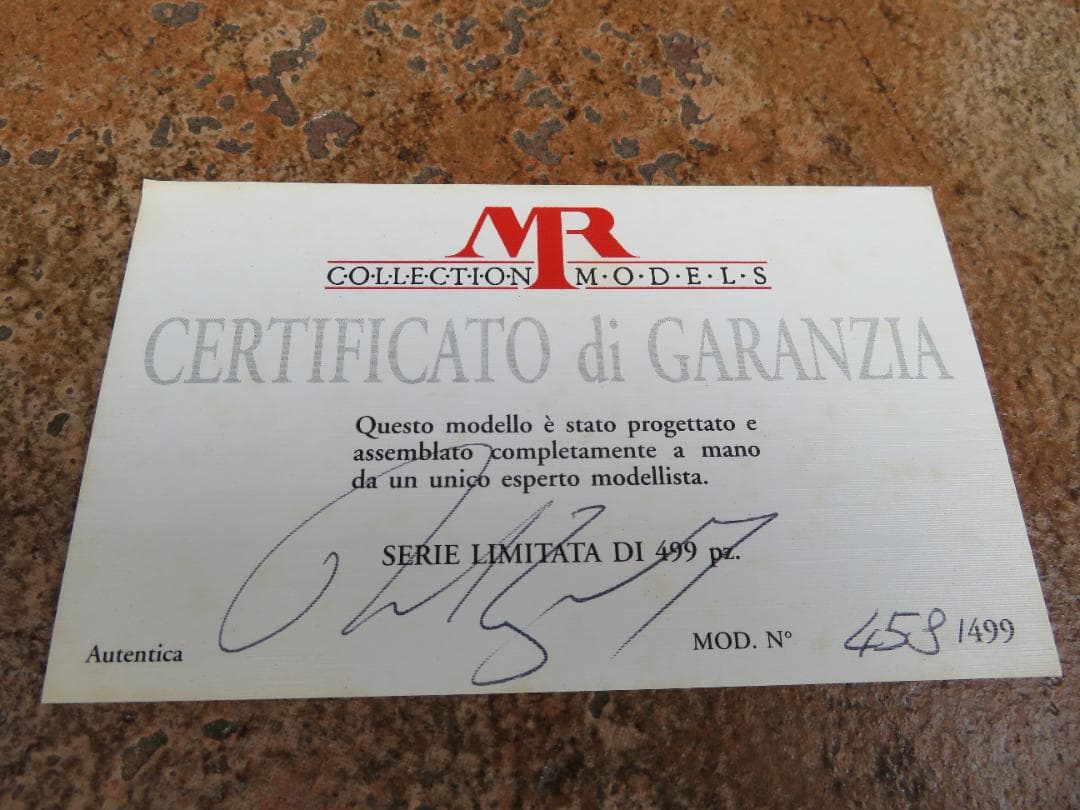 MR
COLLECTION MODELS
CERTIFICATO di GARANZIA
Questo modello è stato progettato e
assemblato completamente a mano
da un unico esperto modellista.
SERIE LIMITATA DI 499 pz.
Autentica
MOD. N° 459 /499